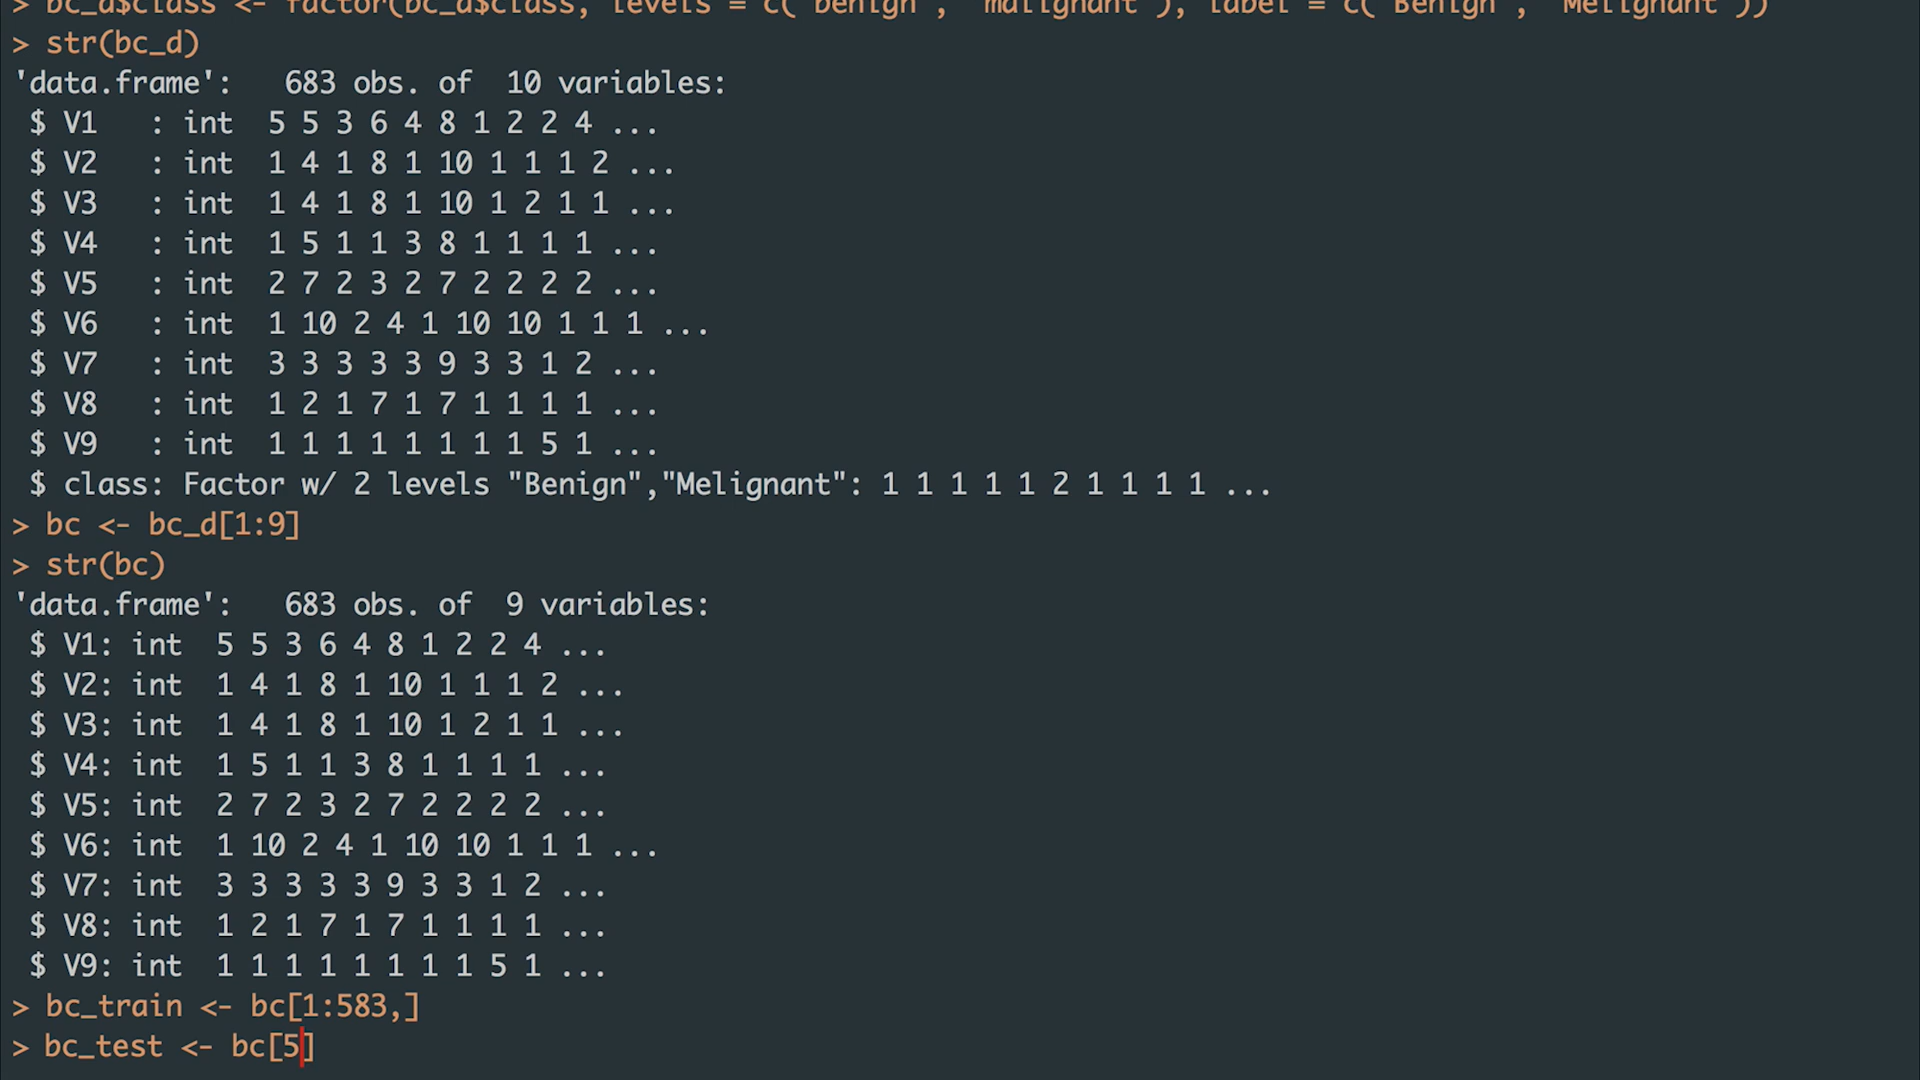 > bc_d$class <- factor(bc_d$class, levels = c("benign", "malignant"), label = c("Benign", "Melignant"))
> str(bc_d)
'data.frame':   683 obs. of  10 variables:
 $ V1   : int  5 5 3 6 4 8 1 2 2 4 ...
 $ V2   : int  1 4 1 8 1 10 1 1 1 2 ...
 $ V3   : int  1 4 1 8 1 10 1 2 1 1 ...
 $ V4   : int  1 5 1 1 3 8 1 1 1 1 ...
 $ V5   : int  2 7 2 3 2 7 2 2 2 2 ...
 $ V6   : int  1 10 2 4 1 10 10 1 1 1 ...
 $ V7   : int  3 3 3 3 3 9 3 3 1 2 ...
 $ V8   : int  1 2 1 7 1 7 1 1 1 1 ...
 $ V9   : int  1 1 1 1 1 1 1 1 5 1 ...
 $ class: Factor w/ 2 levels "Benign","Melignant": 1 1 1 1 1 2 1 1 1 1 ...
> bc <- bc_d[1:9]
> str(bc)
'data.frame':   683 obs. of  9 variables:
 $ V1: int  5 5 3 6 4 8 1 2 2 4 ...
 $ V2: int  1 4 1 8 1 10 1 1 1 2 ...
 $ V3: int  1 4 1 8 1 10 1 2 1 1 ...
 $ V4: int  1 5 1 1 3 8 1 1 1 1 ...
 $ V5: int  2 7 2 3 2 7 2 2 2 2 ...
 $ V6: int  1 10 2 4 1 10 10 1 1 1 ...
 $ V7: int  3 3 3 3 3 9 3 3 1 2 ...
 $ V8: int  1 2 1 7 1 7 1 1 1 1 ...
 $ V9: int  1 1 1 1 1 1 1 1 5 1 ...
> bc_train <- bc[1:583,]
> bc_test <- bc[5]